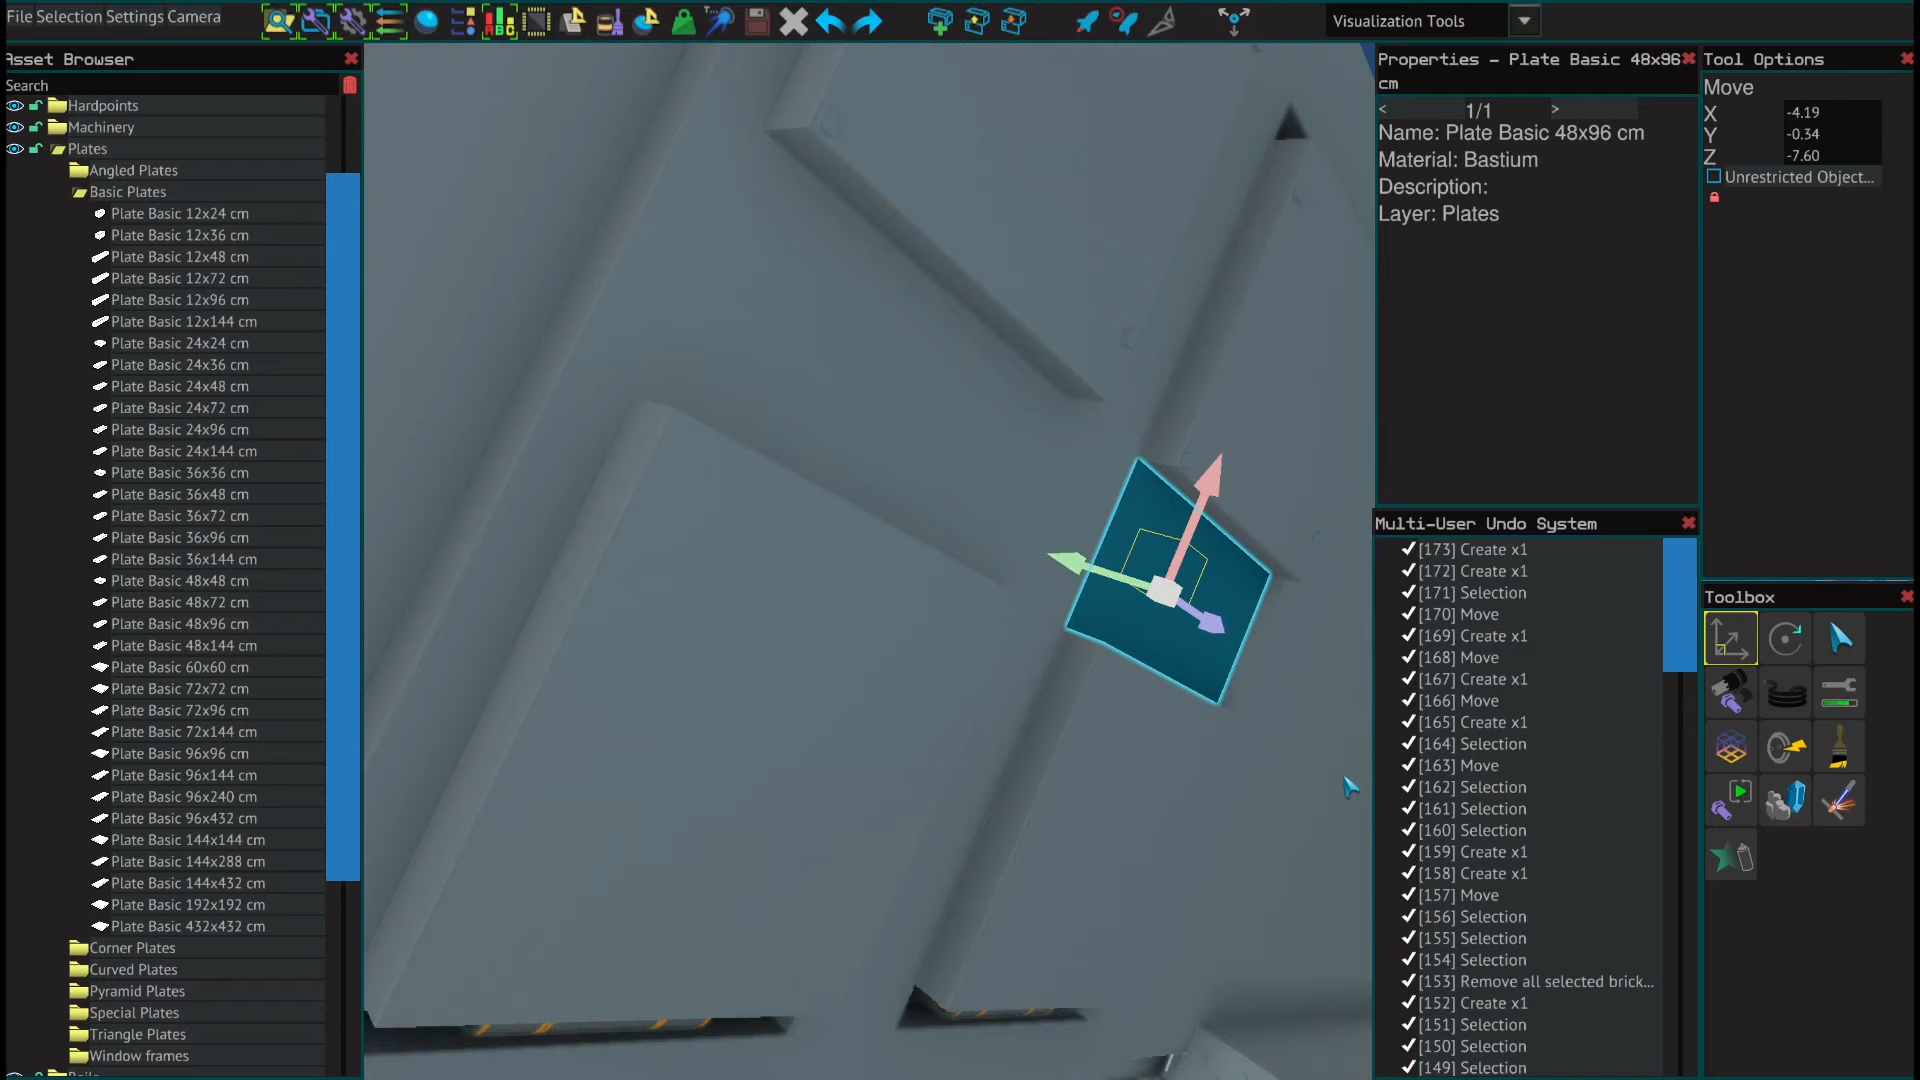 File Selection Settings Camera
ABC
Visualization Tools
Asset Browser
Search
Hardpoints
Machinery
Plates
Angled Plates
Basic Plates
Plate Basic 12x24 cm
Plate Basic 12x36 cm
Plate Basic 12x48 cm
Plate Basic 12x72 cm
Plate Basic 12x96 cm
Plate Basic 12x144 cm
Plate Basic 24x24 cm
Plate Basic 24x36 cm
Plate Basic 24x48 cm
Plate Basic 24x72 cm
Plate Basic 24x96 cm
Plate Basic 24x144 cm
Plate Basic 36x36 cm
Plate Basic 36x48 cm
Plate Basic 36x72 cm
Plate Basic 36x96 cm
Plate Basic 36x144 cm
Plate Basic 48x48 cm
Plate Basic 48x72 cm
Plate Basic 48x96 cm
Plate Basic 48x144 cm
Plate Basic 60x60 cm
Plate Basic 72x72 cm
Plate Basic 72x96 cm
Plate Basic 72x144 cm
Plate Basic 96x96 cm
Plate Basic 96x144 cm
Plate Basic 96x240 cm
Plate Basic 96x432 cm
Plate Basic 144x144 cm
Plate Basic 144x288 cm
Plate Basic 144x432 cm
Plate Basic 192x192 cm
Plate Basic 432x432 cm
Corner Plates
Curved Plates
Pyramid Plates
Special Plates
Triangle Plates
Window frames
Properties - Plate Basic 48x96
cm
< 1/1 >
Name: Plate Basic 48x96 cm
Material: Bastium
Description:
Layer: Plates
Tool Options
Move
X -4.19
Y -0.34
Z -7.60
Unrestricted Object...
Multi-User Undo System
[173] Create x1
[172] Create x1
[171] Selection
[170] Move
[169] Create x1
[168] Move
[167] Create x1
[166] Move
[165] Create x1
[164] Selection
[163] Move
[162] Selection
[161] Selection
[160] Selection
[159] Create x1
[158] Create x1
[157] Move
[156] Selection
[155] Selection
[154] Selection
[153] Remove all selected brick...
[152] Create x1
[151] Selection
[150] Selection
[149] Selection
Toolbox